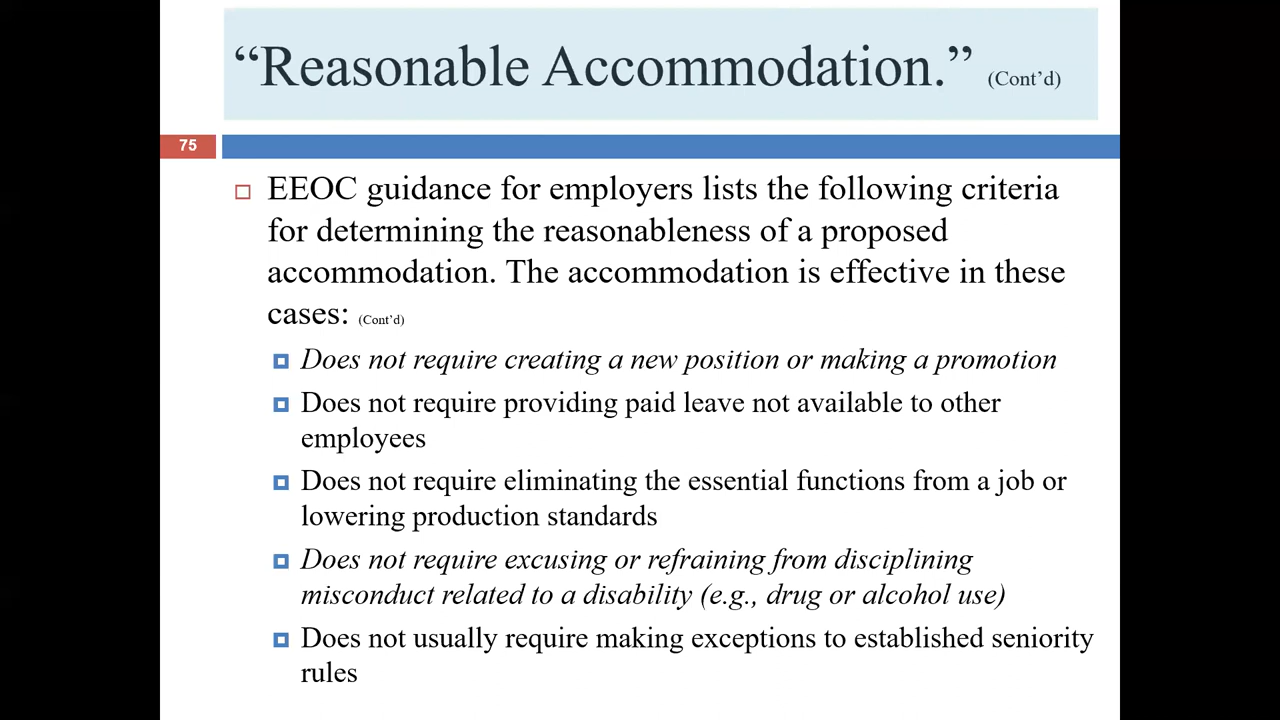 “Reasonable Accommodation.” (Cont’d)
75
EEOC guidance for employers lists the following criteria
for determining the reasonableness of a proposed
accommodation. The accommodation is effective in these
cases: (Cont’d)
Does not require creating a new position or making a promotion
Does not require providing paid leave not available to other
employees
Does not require eliminating the essential functions from a job or
lowering production standards
Does not require excusing or refraining from disciplining
misconduct related to a disability (e.g., drug or alcohol use)
Does not usually require making exceptions to established seniority
rules